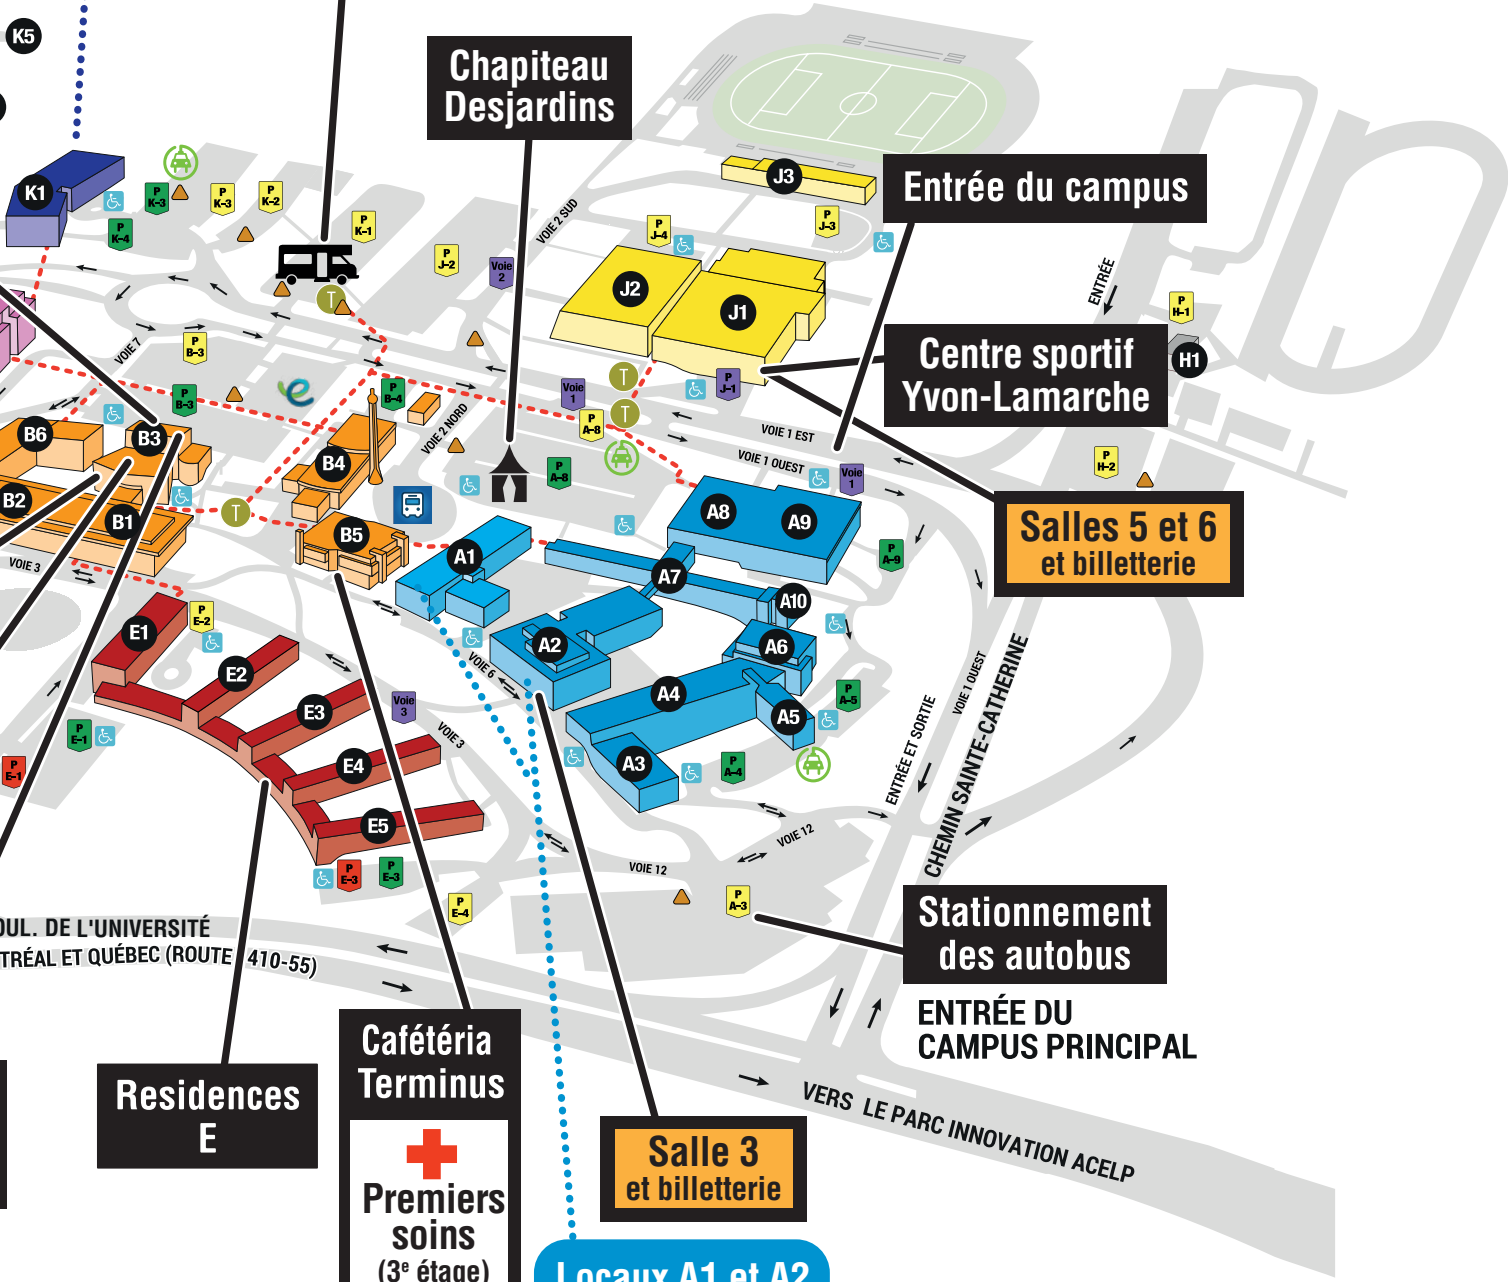 K5
Chapiteau
Desjardins
K1
P
K-3
P
K-3
P
K-2
P
K-4
P
K-1
P
J-2
Voie
2
VOIE 2 SUD
J3
P
J-3
P
J-4
Entrée du campus
J2
J1
ENTRÉE
P
H-1
H1
Centre sportif
Yvon-Lamarche
T
VOIE 7
P
B-3
P
B-3
P
B-4
VOIE 2 NORD
T
T
Voie
1
P
A-8
P
J-1
VOIE 1 EST
VOIE 1 OUEST
Voie
1
P
H-2
B6
B3
B4
B2
B1
T
B5
P
A-8
A8
A9
Salles 5 et 6
et billetterie
P
A-9
VOIE 3
A1
A7
A10
E1
P
E-2
E2
A2
A6
VOIE 6
E3
Voie
3
VOIE 3
A4
A5
P
A-5
VOIE 1 OUEST
CHEMIN SAINTE-CATHERINE
ENTRÉE ET SORTIE
P
E-1
P
E-1
E4
A3
P
A-4
E5
P
E-3
P
E-3
P
E-4
VOIE 12
VOIE 12
P
A-3
Stationnement
des autobus
OUL. DE L'UNIVERSITÉ
TRÉAL ET QUÉBEC (ROUTE 410-55)
ENTRÉE DU
CAMPUS PRINCIPAL
VERS LE PARC INNOVATION ACELP
Residences
E
Cafétéria
Terminus
Premiers
soins
(3e étage)
Salle 3
et billetterie
Locaux A1 et A2